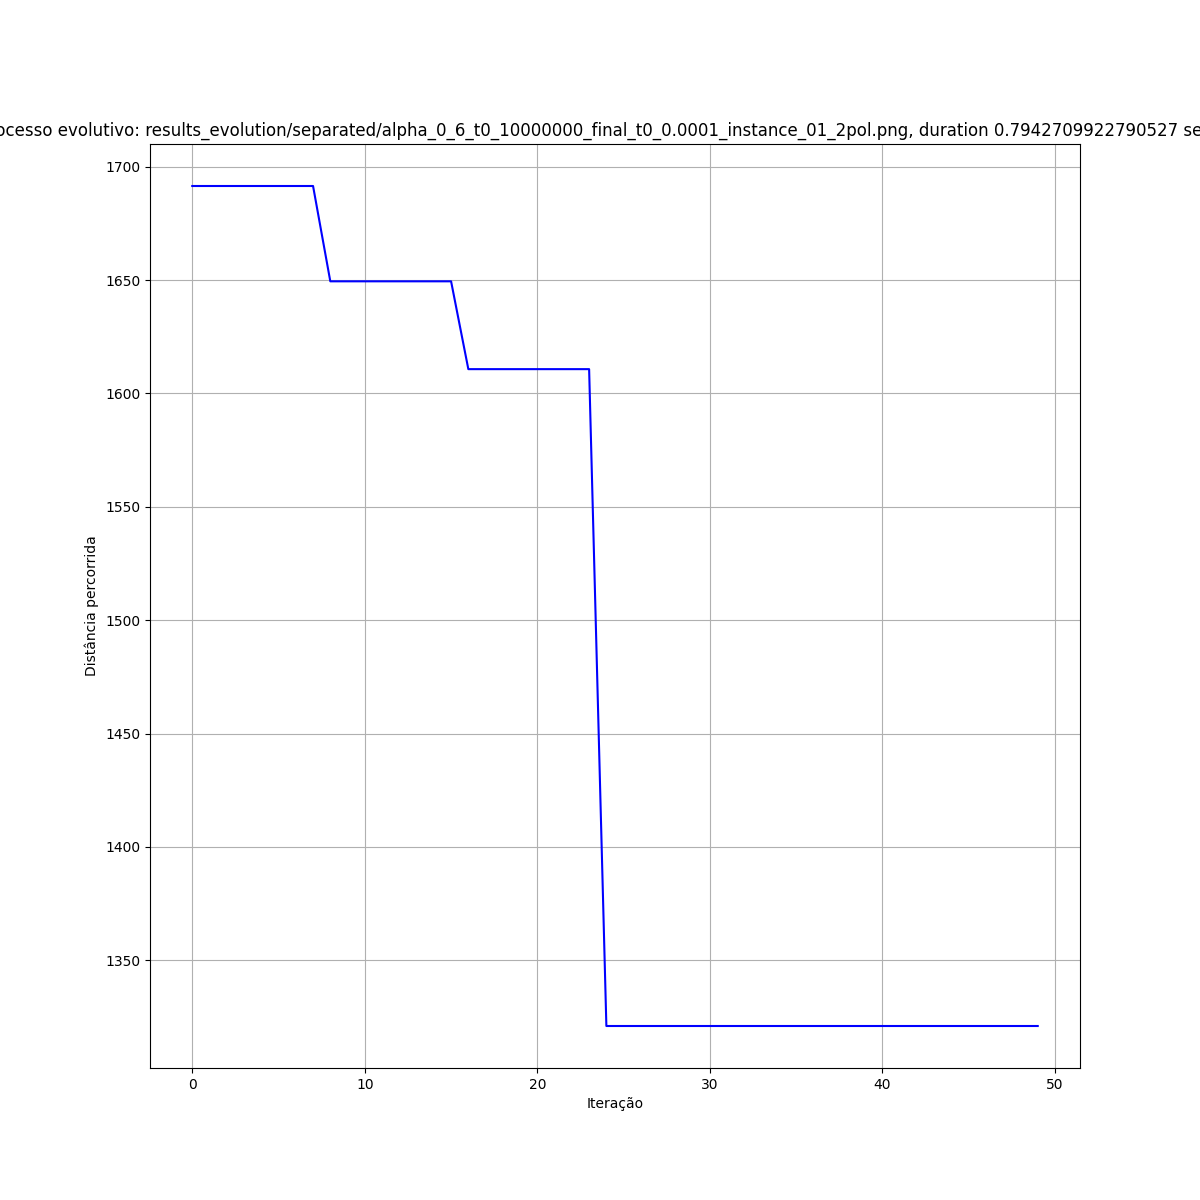 ocesso evolutivo: results_evolution/separated/alpha_0_6_t0_10000000_final_t0_0.0001_instance_01_2pol.png, duration 0.7942709922790527 se
1700
1650
1600
1550
1500
1450
1400
1350
Distância percorrida
0 10 20 30 40 50
Iteração